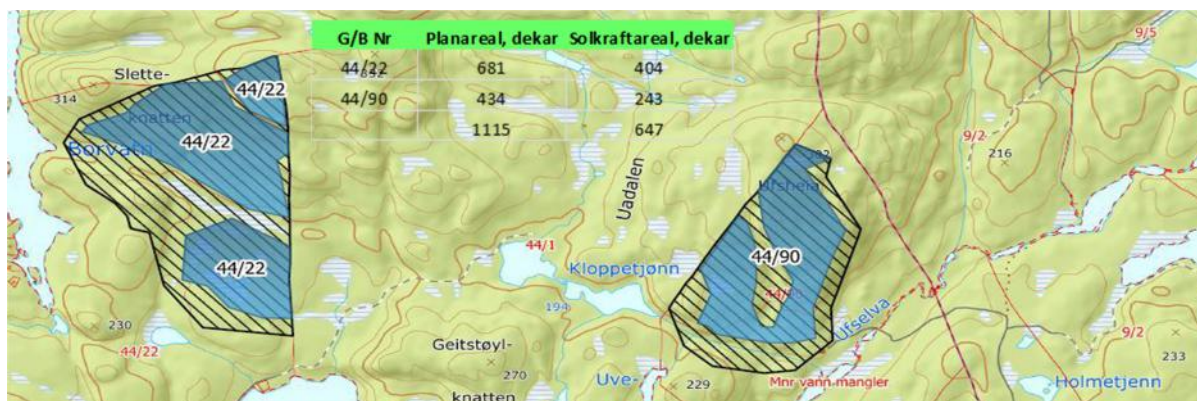 G/B Nr Planareal, dekar Solkraftareal, dekar
44/22 681 404
44/90 434 243
1115 647
9/5
Slette-
knatten
314
44/22
44/22
Borvatn
9/2
216
Ufsheia
Uadalen
44/1
44/90
Kloppetjønn
44/22
194
Ufselva
230
44/22
Geitstøyl-
knatten
270
9/2
233
Uve-
229
Mnr vann mangler
Holmetjenn